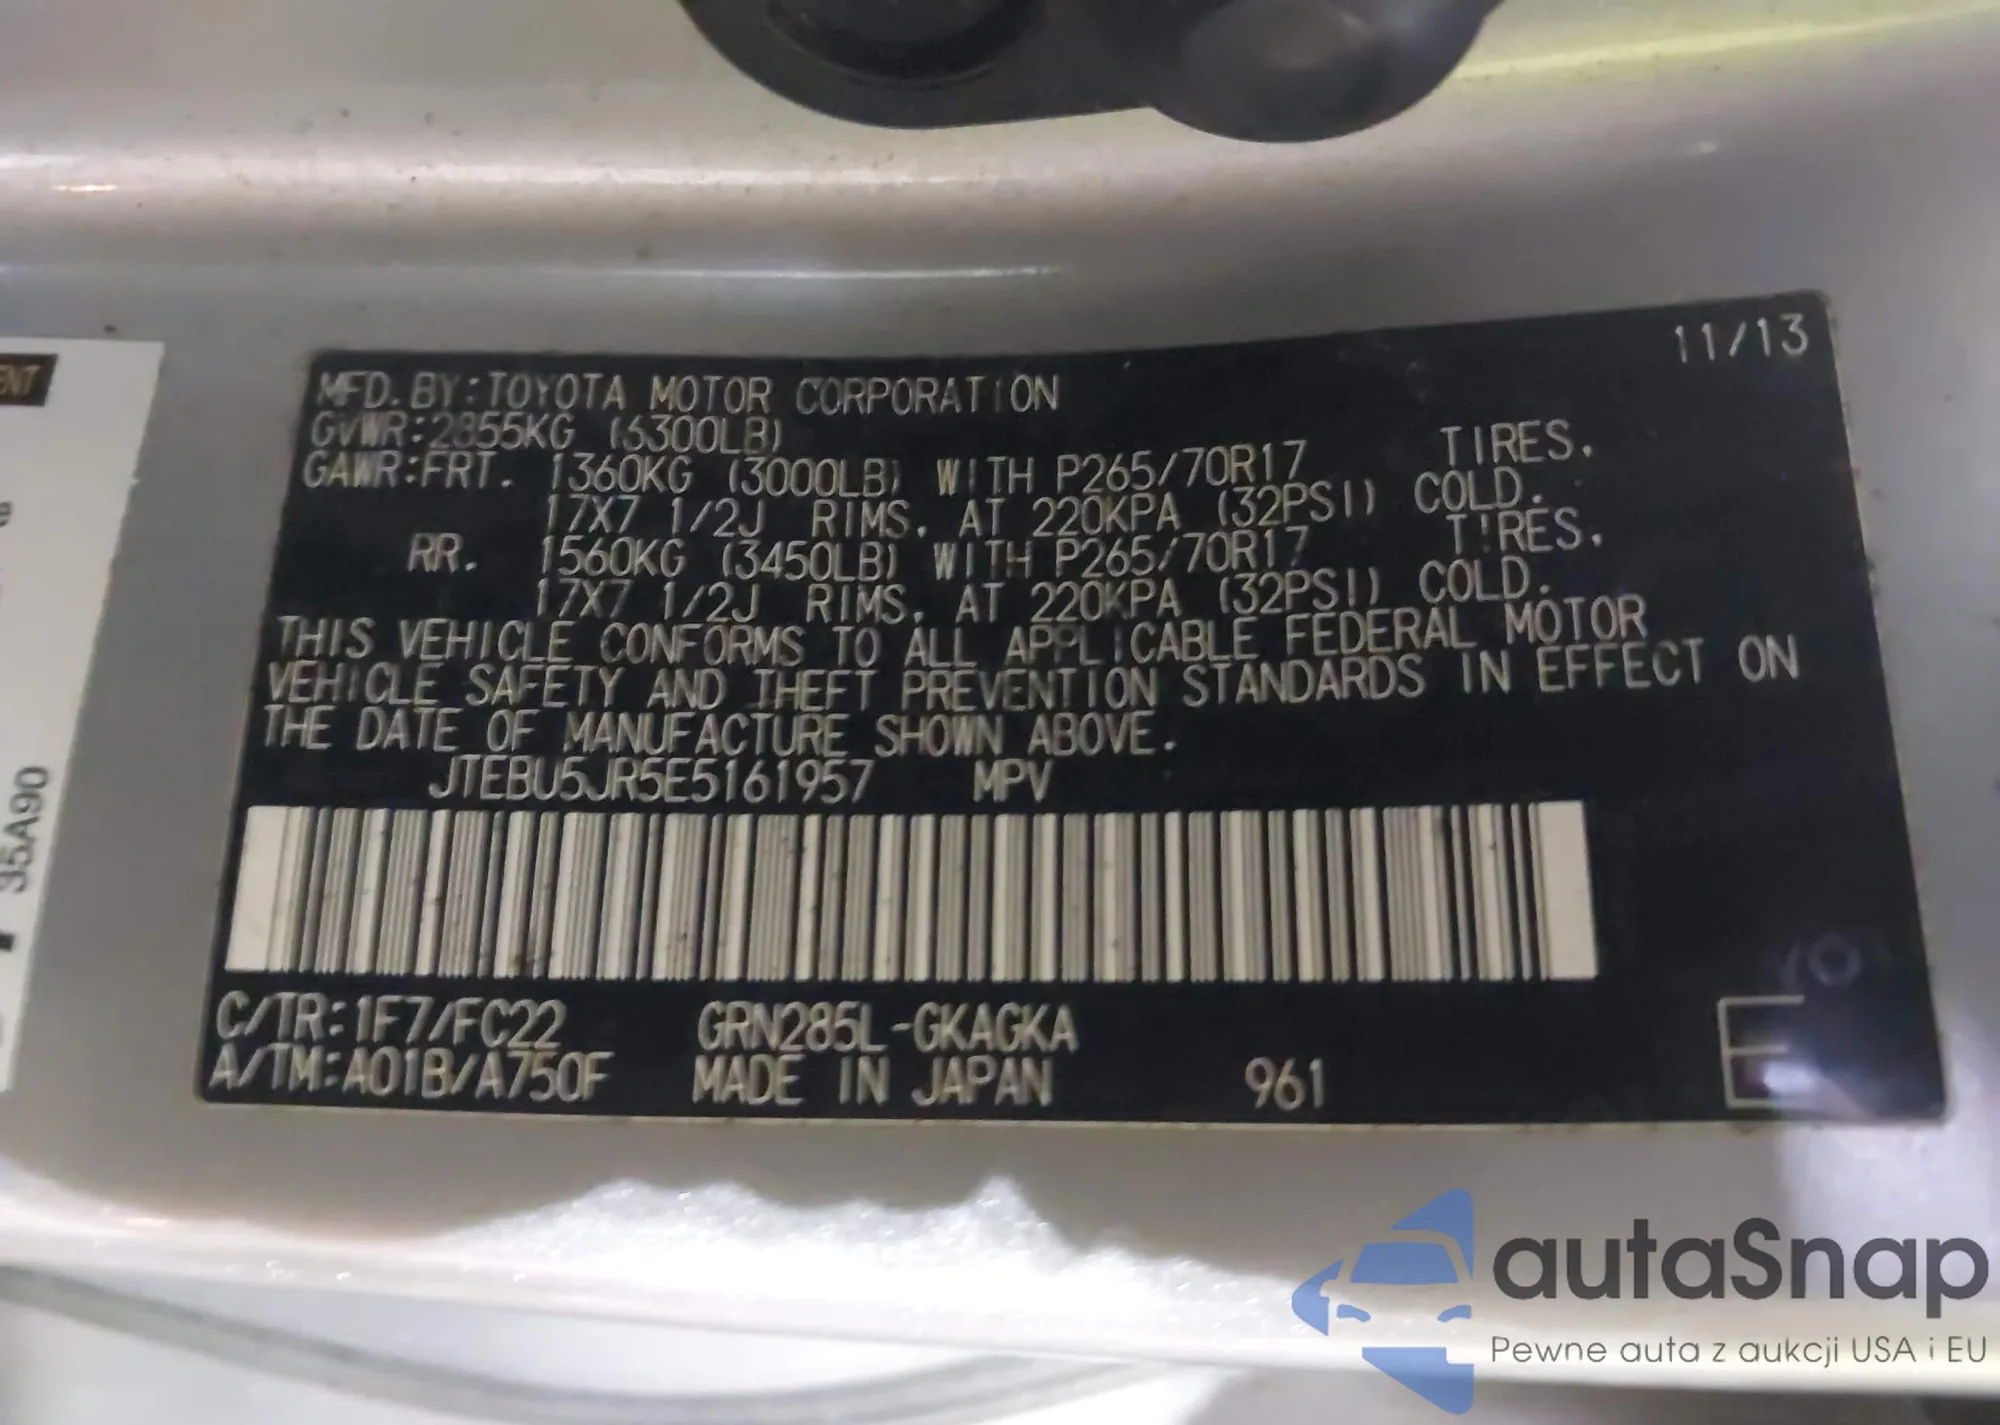 11/13
MFD. BY: TOYOTA MOTOR CORPORATION
GVWR: 2855KG (6300LB)
GAWR: FRT. 1360KG (3000LB) WITH P265/70R17 TIRES.
17X7 1/2J RIMS. AT 220KPA (32PSI) COLD.
RR. 1560KG (3450LB) WITH P265/70R17 TIRES.
17X7 1/2J RIMS. AT 220KPA (32PSI) COLD.
THIS VEHICLE CONFORMS TO ALL APPLICABLE FEDERAL MOTOR
VEHICLE SAFETY AND THEFT PREVENTION STANDARDS IN EFFECT ON
THE DATE OF MANUFACTURE SHOWN ABOVE.
JTEBU5JR5E5161957 MPV
C/TR: 1F7/FC22 GRN285L-GKAGKA
A/TM: A01B/A750F MADE IN JAPAN 961 E
35A90
autaSnap
Pewne auta z aukcji USA i EU